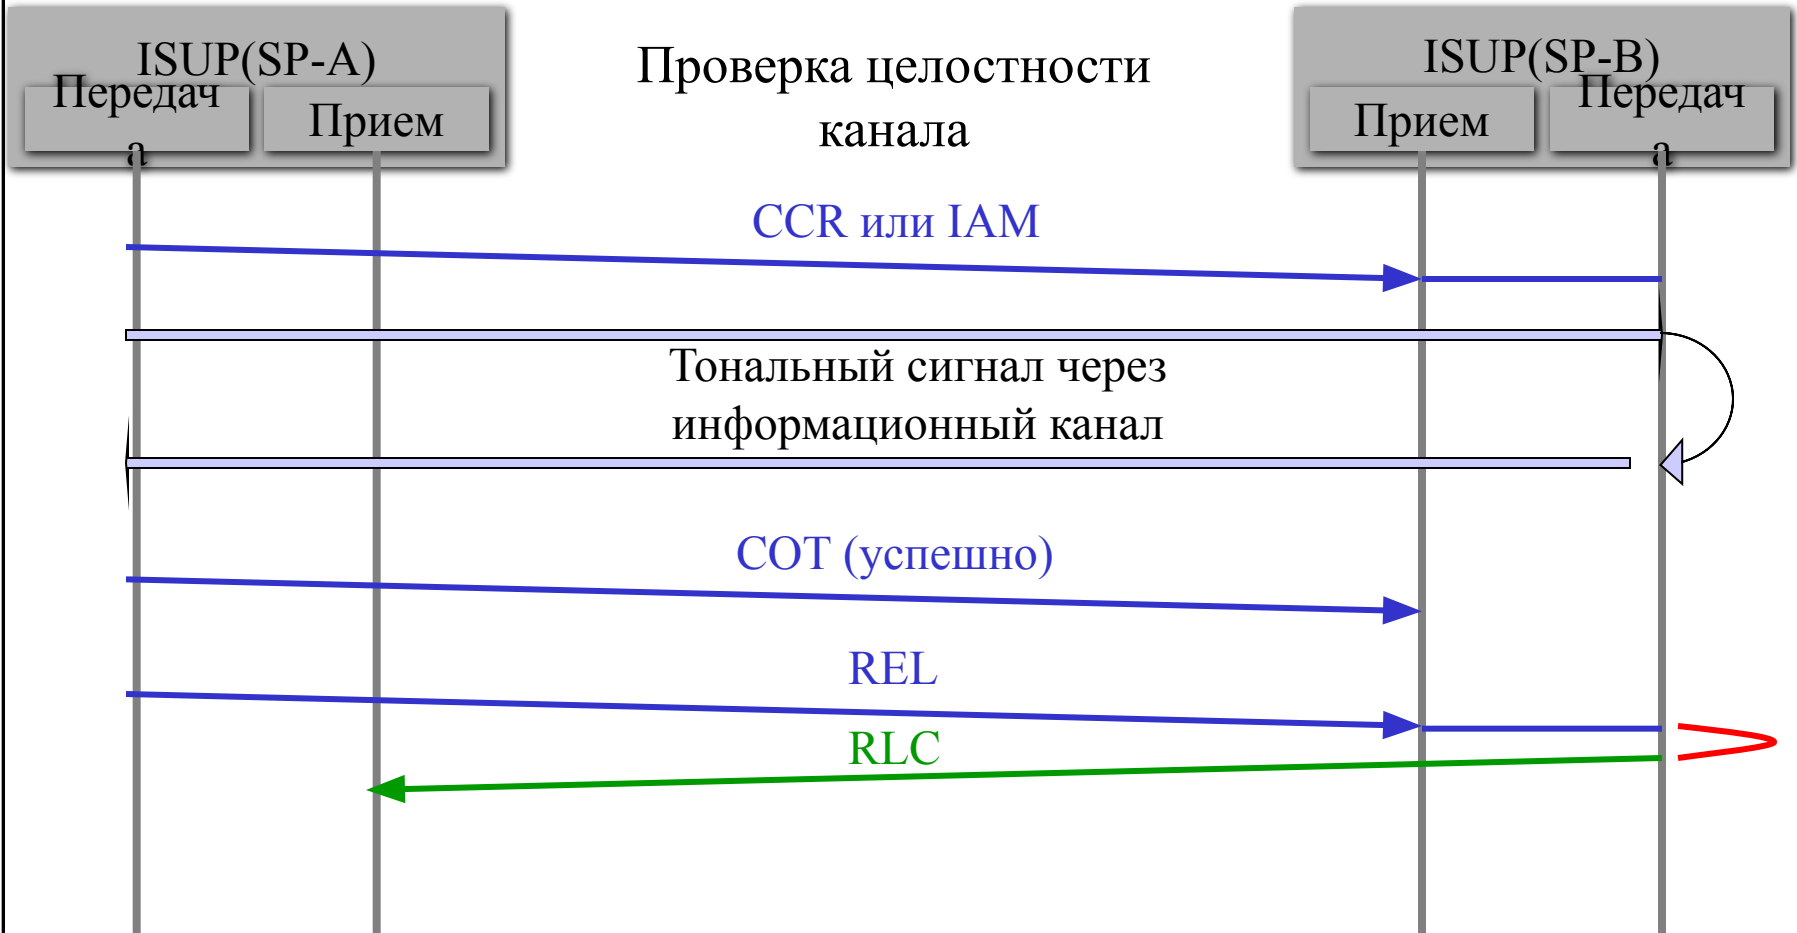 ISUP(SP-A)
Передач
а
Прием
Проверка целостности
канала
ISUP(SP-B)
Прием
Передач
а
CCR или IAM
Тональный сигнал через
информационный канал
COT (успешно)
REL
RLC